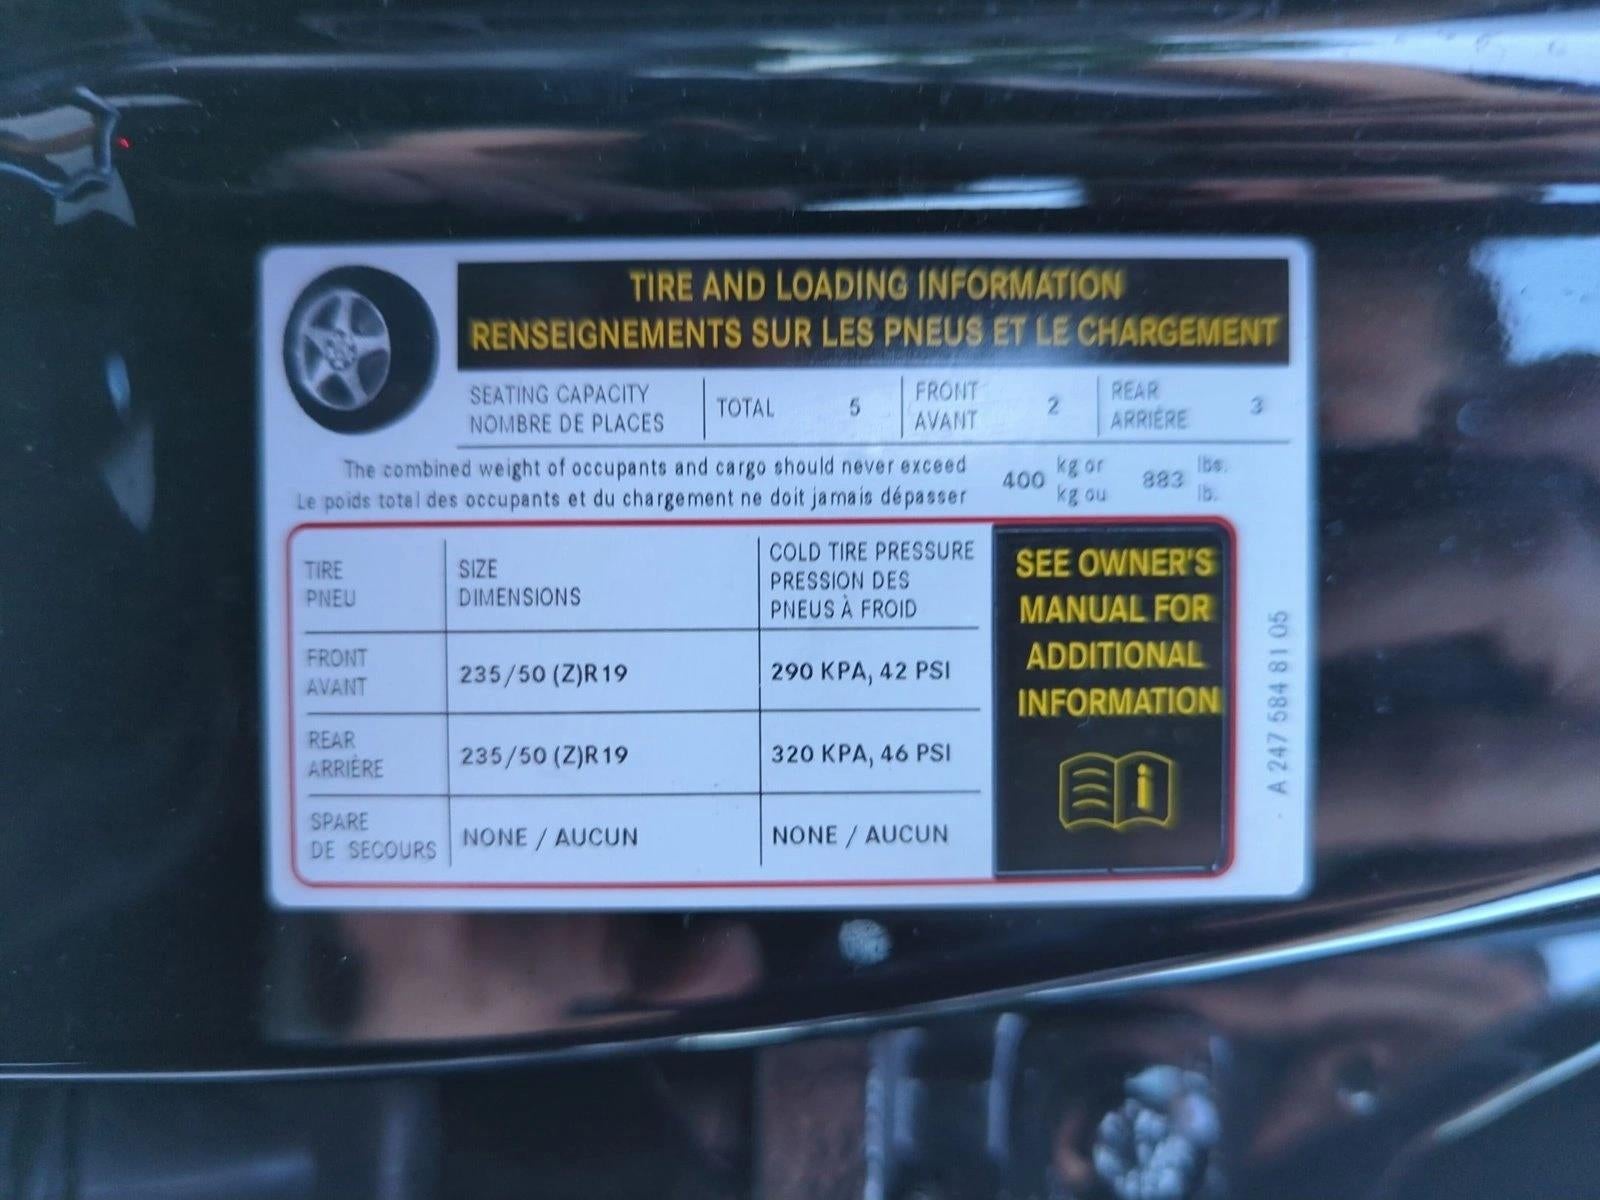 TIRE AND LOADING INFORMATION
RENSEIGNEMENTS SUR LES PNEUS ET LE CHARGEMENT
SEATING CAPACITY
NOMBRE DE PLACES
TOTAL 5
FRONT
AVANT
2
REAR
ARRIÈRE
3
The combined weight of occupants and cargo should never exceed
Le poids total des occupants et du chargement ne doit jamais dépasser
400
kg or
kg ou
883
lbs.
lb.
TIRE
PNEU
SIZE
DIMENSIONS
COLD TIRE PRESSURE
PRESSION DES
PNEUS À FROID
FRONT
AVANT
235/50 (Z)R19
290 KPA, 42 PSI
REAR
ARRIÈRE
235/50 (Z)R19
320 KPA, 46 PSI
SPARE
DE SECOURS
NONE / AUCUN
NONE / AUCUN
SEE OWNER'S
MANUAL FOR
ADDITIONAL
INFORMATION
A 247 584 81 05